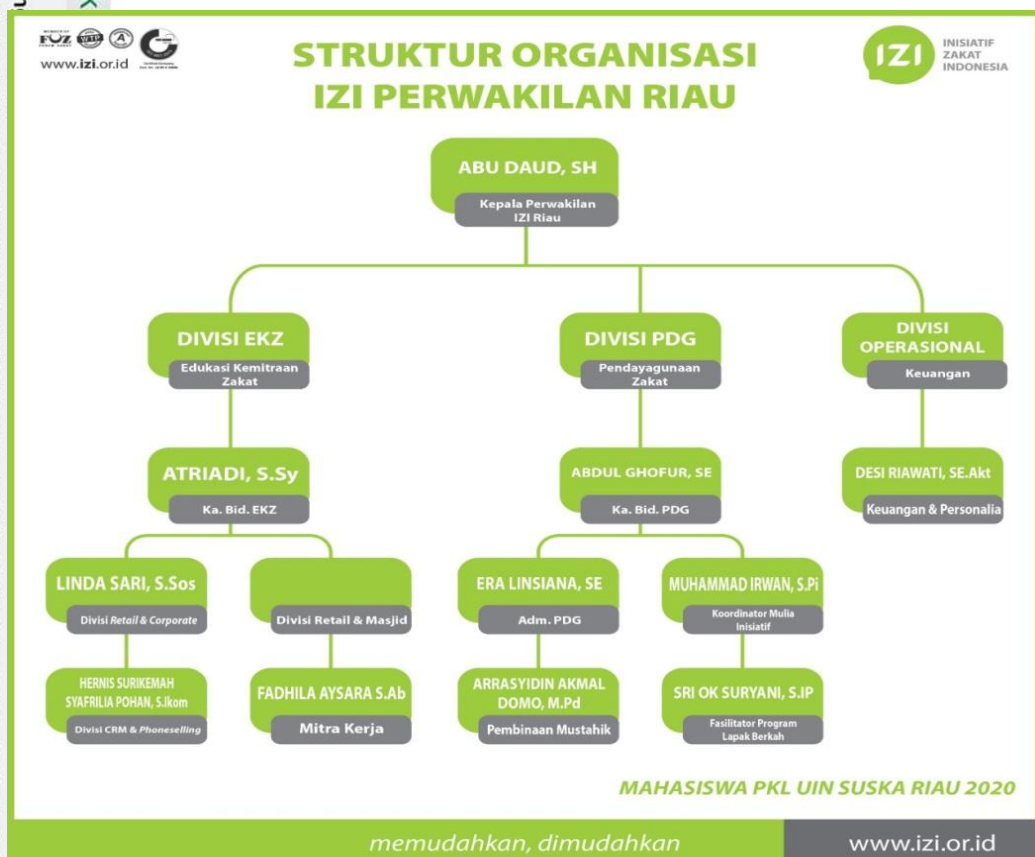 FOZ
WTP
A
www.izi.or.id
STRUKTUR ORGANISASI
IZI PERWAKILAN RIAU
IZI
INISIATIF
ZAKAT
INDONESIA
ABU DAUD, SH
Kepala Perwakilan
IZI Riau
DIVISI EKZ
Edukasi Kemitraan
Zakat
DIVISI PDG
Pendayagunaan
Zakat
DIVISI
OPERASIONAL
Keuangan
ATRIADI, S.Sy
Ka. Bid. EKZ
ABDUL GHOFUR, SE
Ka. Bid. PDG
DESI RIAWATI, SE.Akt
Keuangan & Personalia
LINDA SARI, S.Sos
Divisi Retail & Corporate
Divisi Retail & Masjid
ERA LINSIANA, SE
Adm. PDG
MUHAMMAD IRWAN, S.Pi
Koordinator Mulia
Inisiatif
HERNIS SURIKEMAH
SYAFRILIA POHAN, S.Ikom
Divisi CRM & Phoneselling
FADHILA AYSARA S.Ab
Mitra Kerja
ARRASYIDIN AKMAL
DOMO, M.Pd
Pembinaan Mustahik
SRI OK SURYANI, S.IP
Fasilitator Program
Lapak Berkah
MAHASISWA PKL UIN SUSKA RIAU 2020
memudahkan, dimudahkan
www.izi.or.id